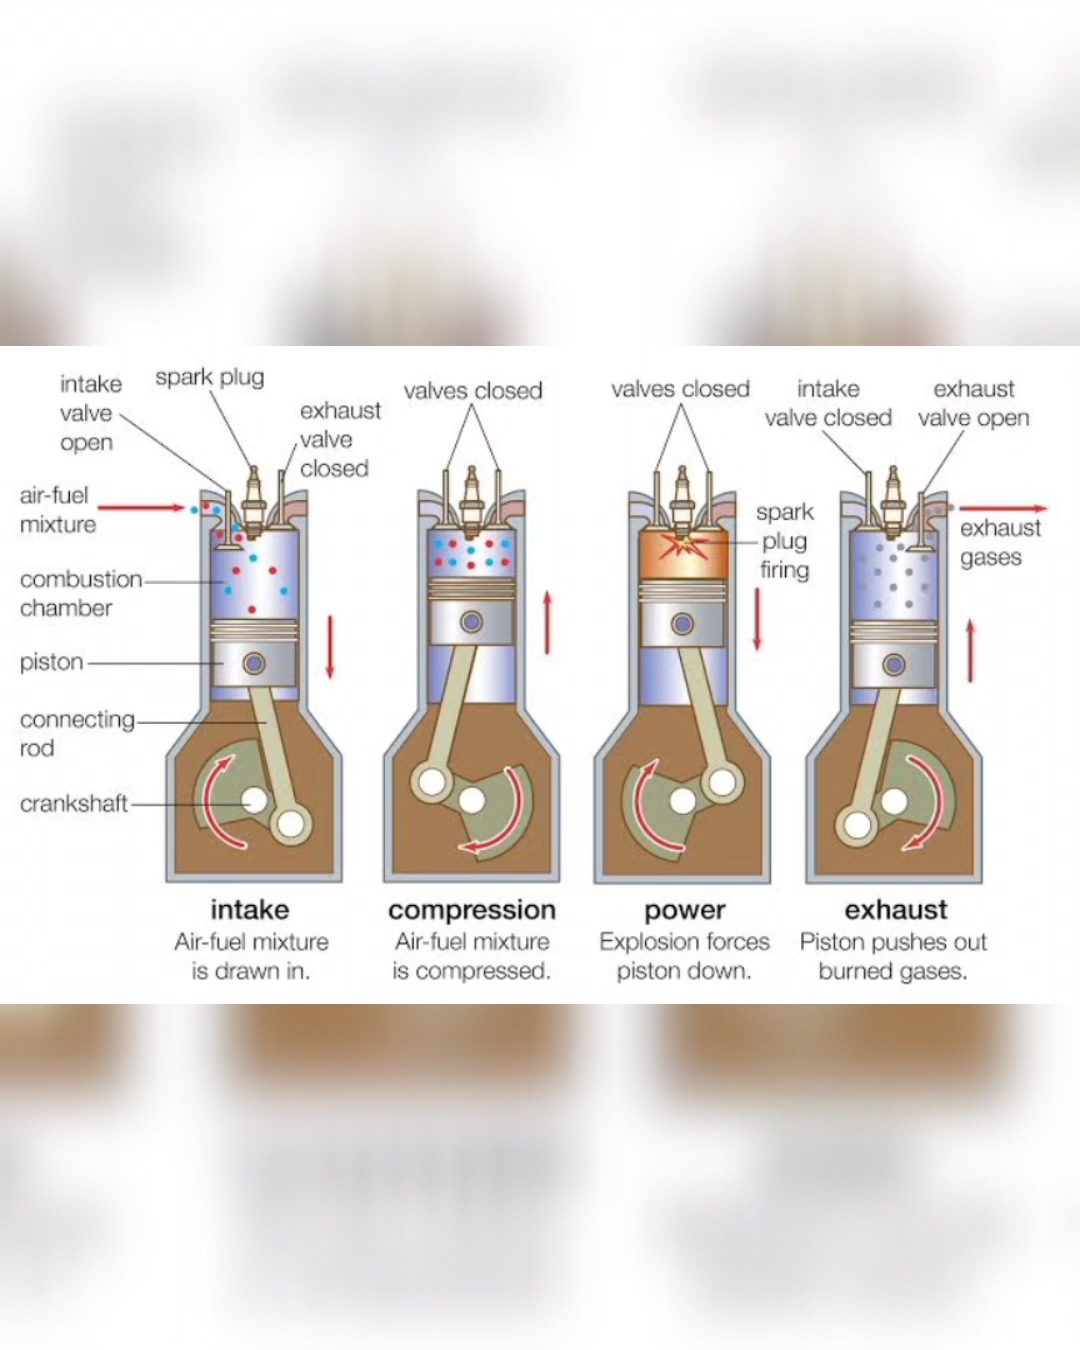 intake
valve
open
spark plug
exhaust
valve
closed
air-fuel
mixture
combustion
chamber
piston
connecting
rod
crankshaft
valves closed
valves closed
spark
plug
firing
intake
valve closed
exhaust
valve open
exhaust
gases
intake
Air-fuel mixture
is drawn in.
compression
Air-fuel mixture
is compressed.
power
Explosion forces
piston down.
exhaust
Piston pushes out
burned gases.